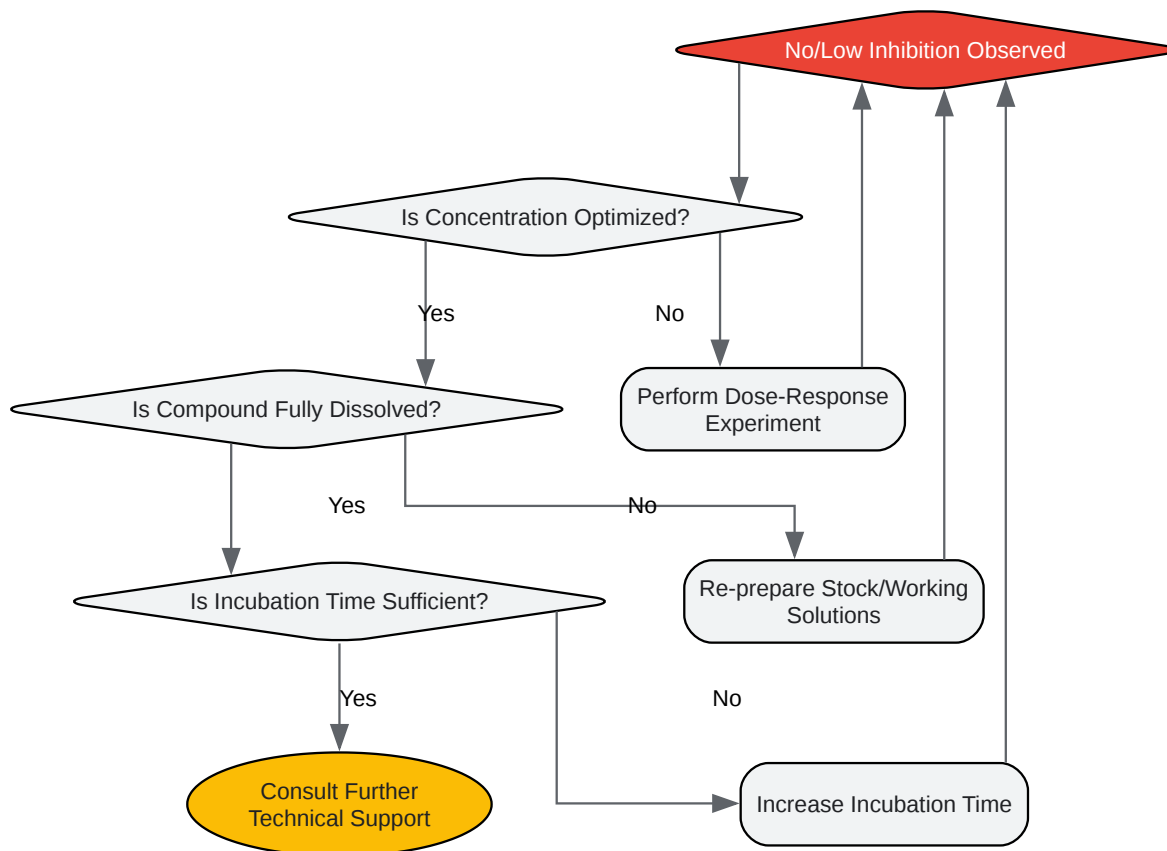 No/Low Inhibition Observed
Is Concentration Optimized?
Yes
No
Perform Dose-Response
Experiment
Is Compound Fully Dissolved?
Yes
No
Re-prepare Stock/Working
Solutions
Is Incubation Time Sufficient?
Yes
No
Consult Further
Technical Support
Increase Incubation Time